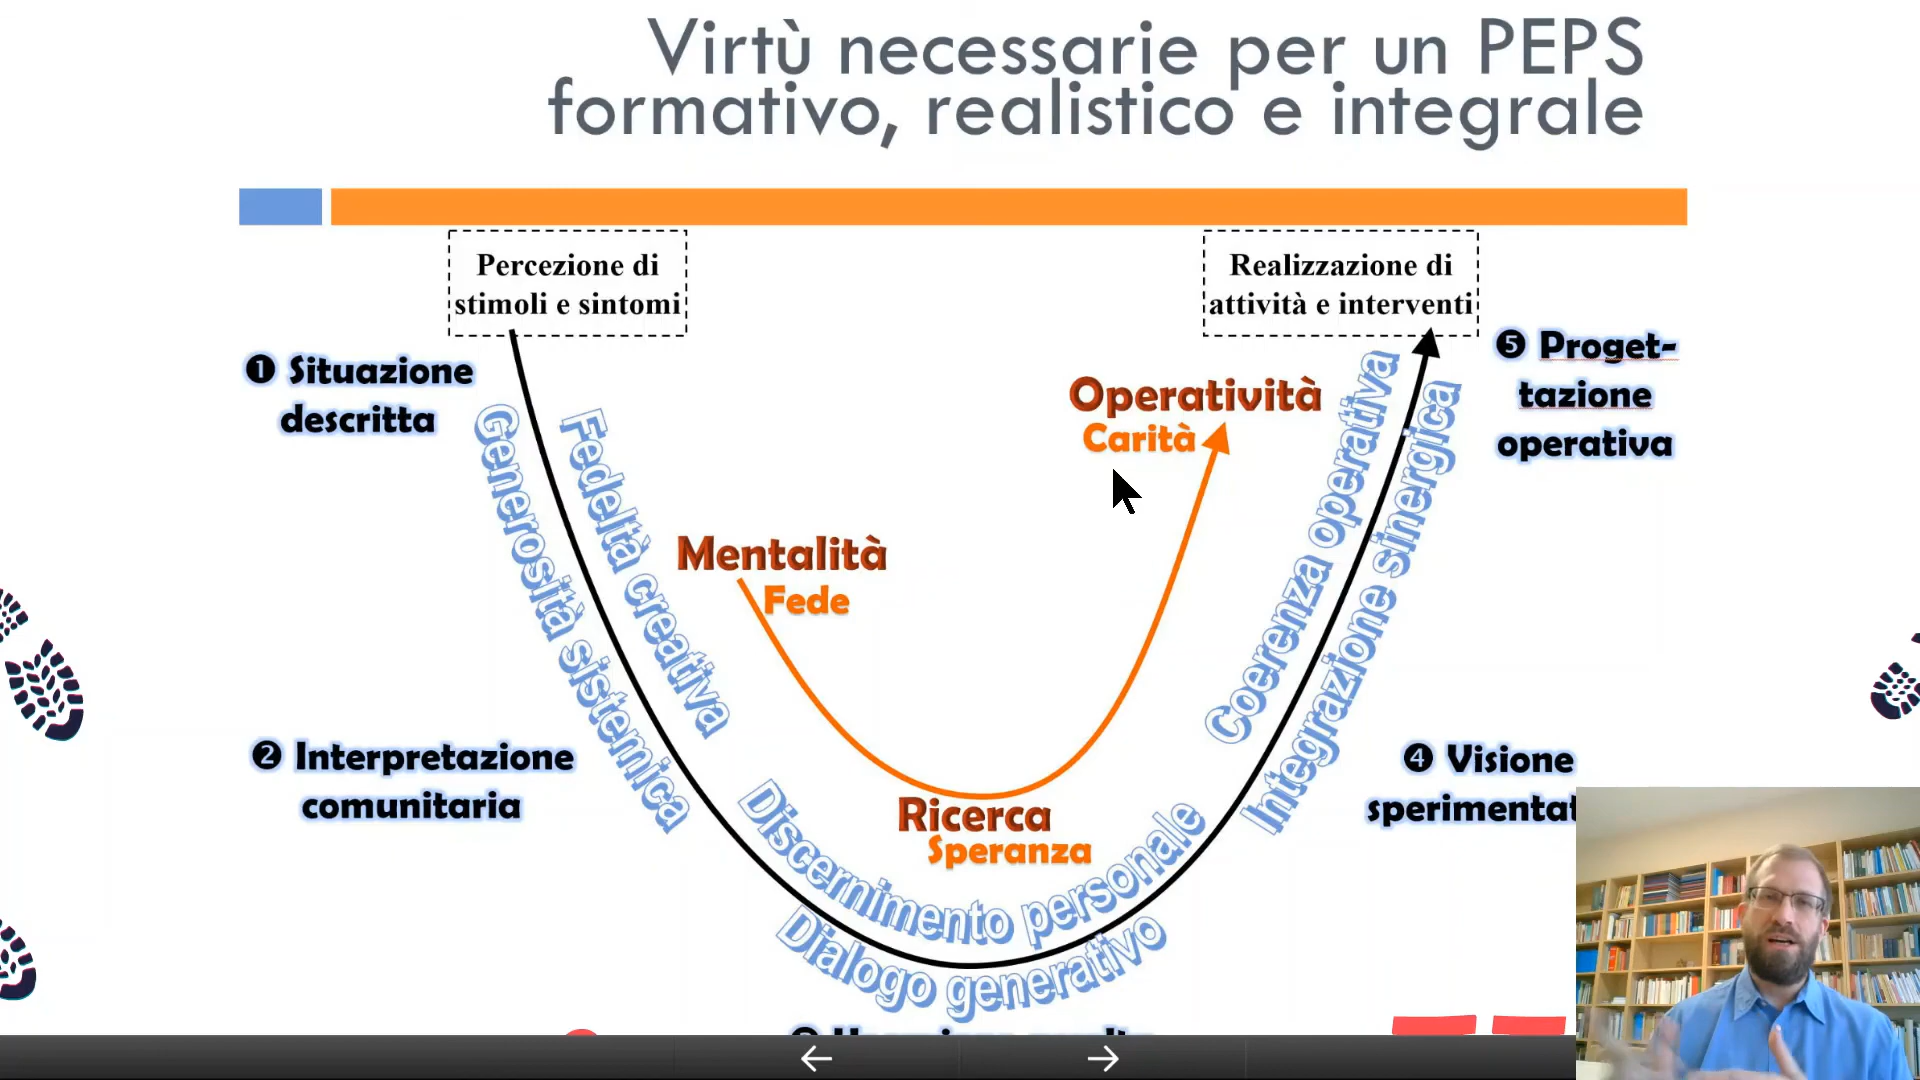 Virtù necessarie per un PEPS
formativo, realistico e integrale
Percezione di
stimoli e sintomi
Realizzazione di
attività e interventi
❶ Situazione
descritta
❺ Proget-
tazione
operativa
Operatività
Carità
Mentalità
Fede
Generosità sistemica
Fedeltà creativa
Coerenza operativa
Integrazione sinergica
❷ Interpretazione
comunitaria
❹ Visione
Ricerca
Speranza
Discernimento personale
Dialogo generativo